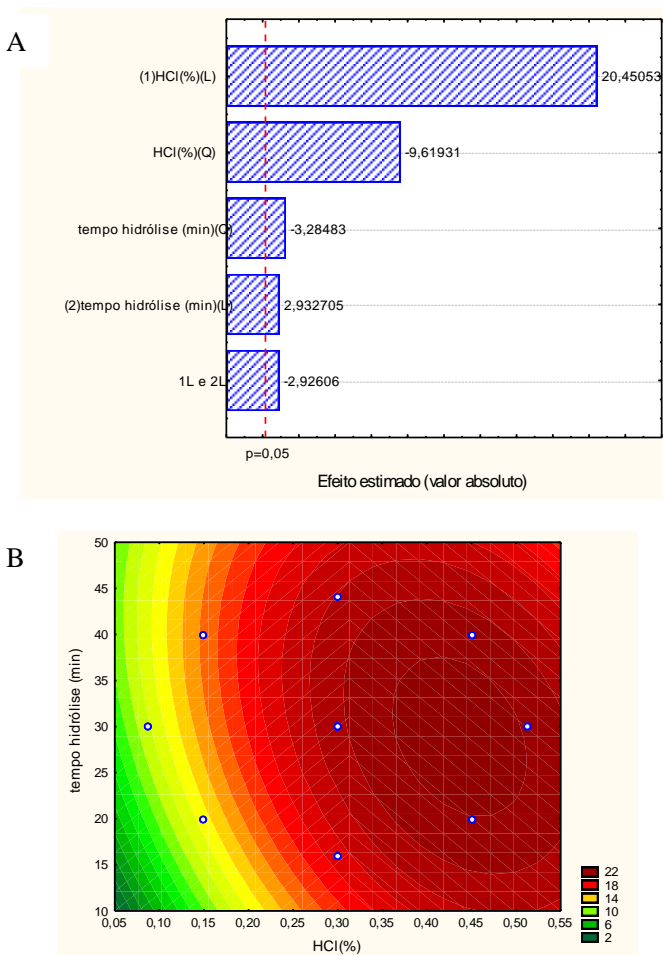 A
(1)HCl(%)(L)
20,45053
HCl(%)(Q)
-9,61931
tempo hidrólise (min)(Q)
-3,28483
(2)tempo hidrólise (min)(L)
2,932705
1L e 2L
-2,92606
p=0,05
Efeito estimado (valor absoluto)
B
50
45
40
35
30
25
20
15
10
tempo hidrólise (min)
0,05 0,10 0,15 0,20 0,25 0,30 0,35 0,40 0,45 0,50 0,55
HCl(%)
22
18
14
10
6
2